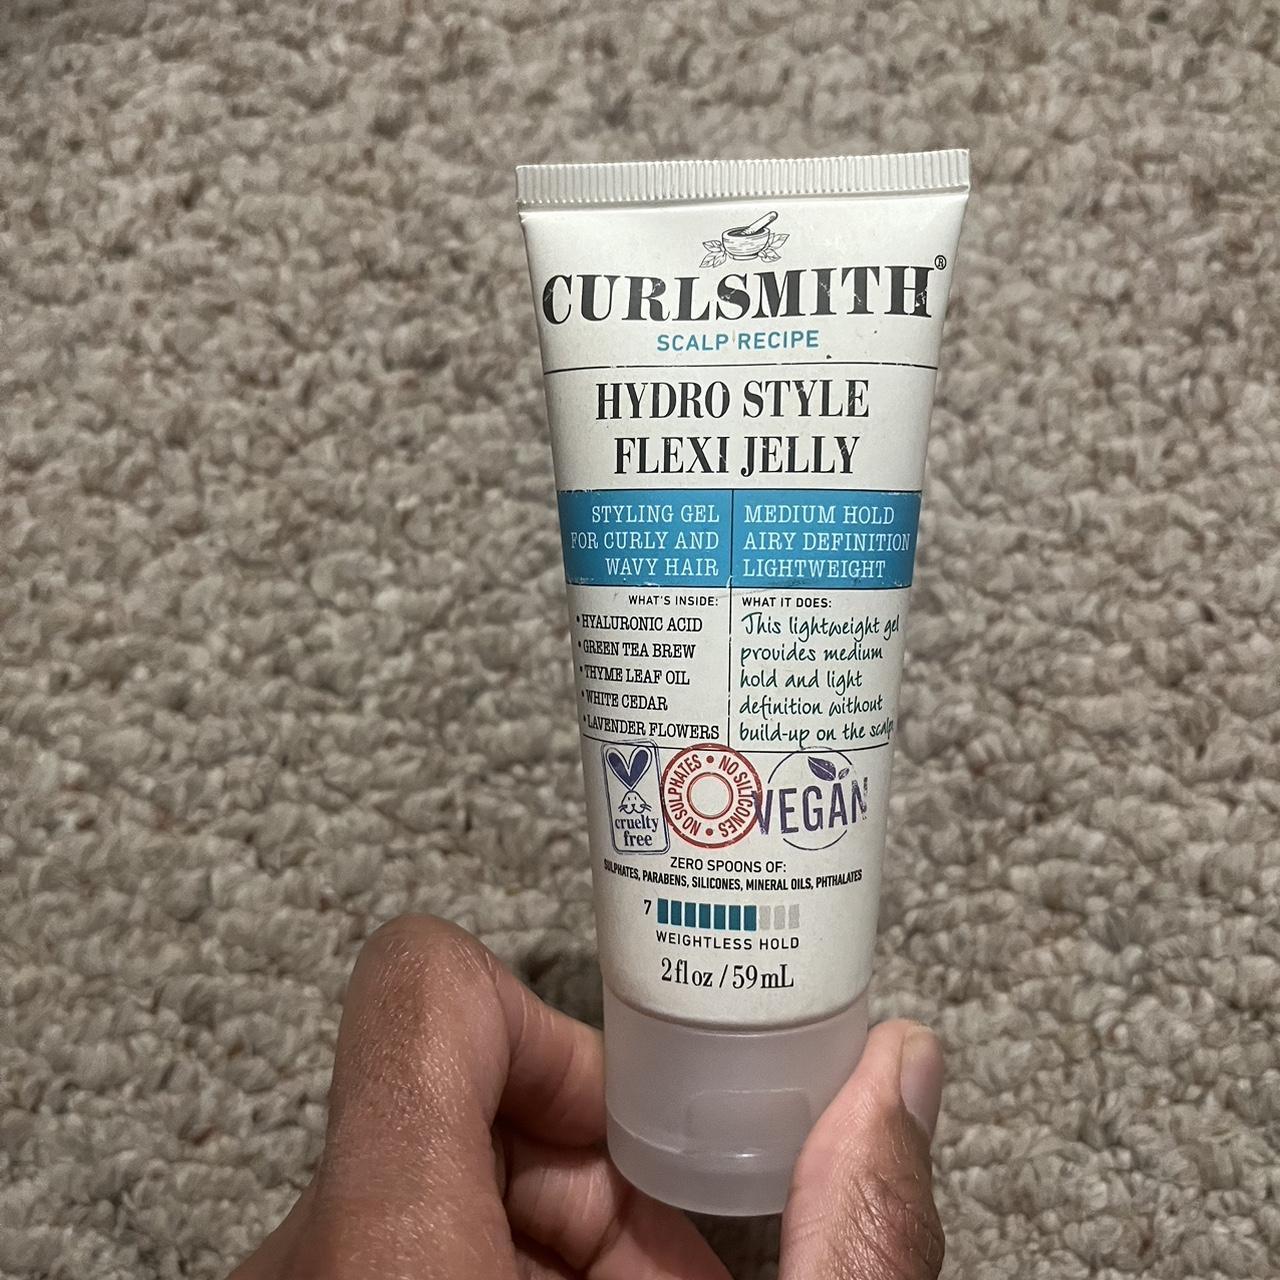 CURLSMITH®
SCALP RECIPE
HYDRO STYLE
FLEXI JELLY
STYLING GEL
FOR CURLY AND
WAVY HAIR
MEDIUM HOLD
AIRY DEFINITION
LIGHTWEIGHT
WHAT'S INSIDE:
• HYALURONIC ACID
• GREEN TEA BREW
• THYME LEAF OIL
• WHITE CEDAR
• LAVENDER FLOWERS
WHAT IT DOES:
This lightweight gel
provides medium
hold and light
definition without
build-up on the scalp.
cruelty
free
NO SULPHATES • NO SILICONES •
VEGAN
ZERO SPOONS OF:
SULPHATES, PARABENS, SILICONES, MINERAL OILS, PHTHALATES
7
WEIGHTLESS HOLD
2 fl oz / 59 mL